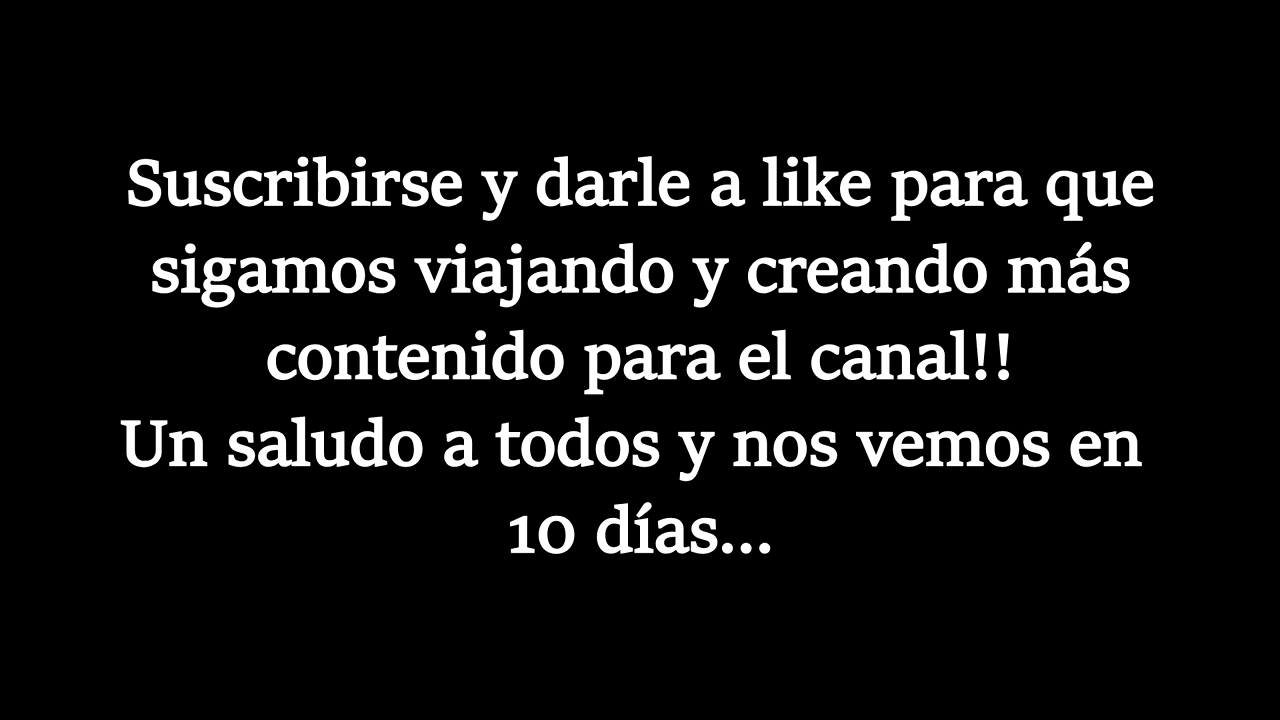 Suscribirse y darle a like para que
sigamos viajando y creando más
contenido para el canal!!
Un saludo a todos y nos vemos en
10 días...